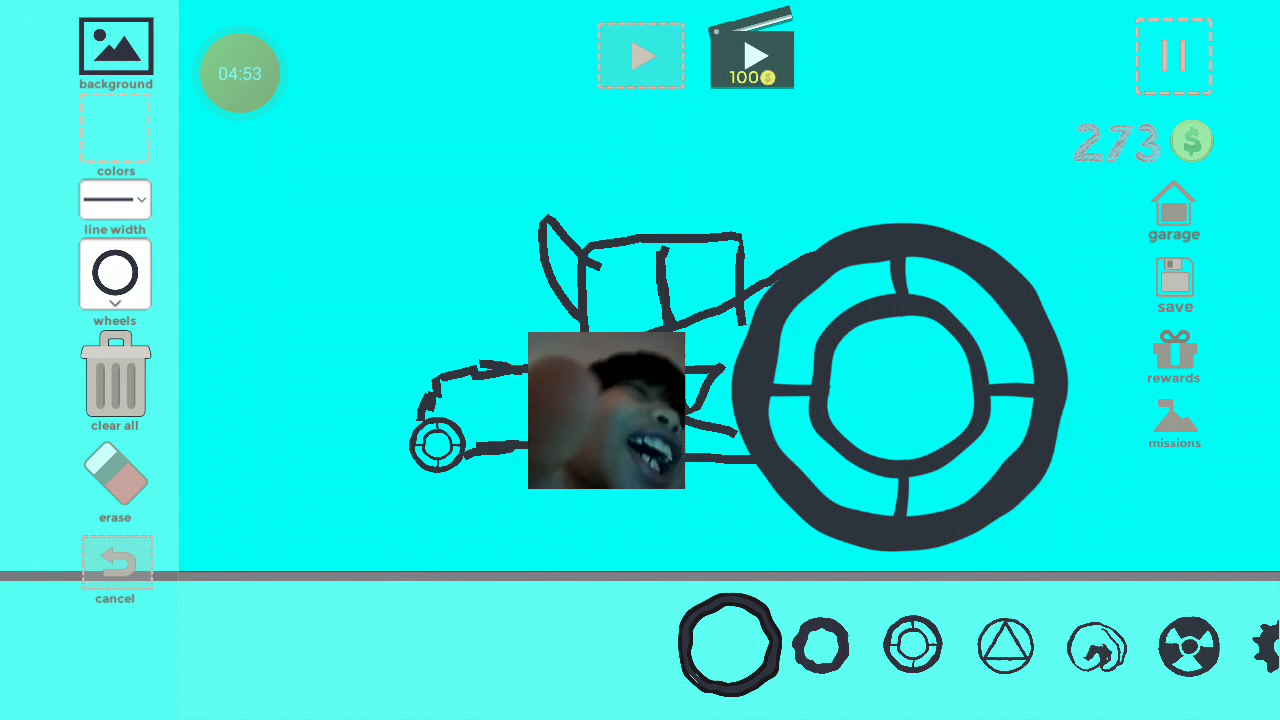 background
04:53
100
colors
273
line width
garage
wheels
save
rewards
clear all
missions
erase
cancel